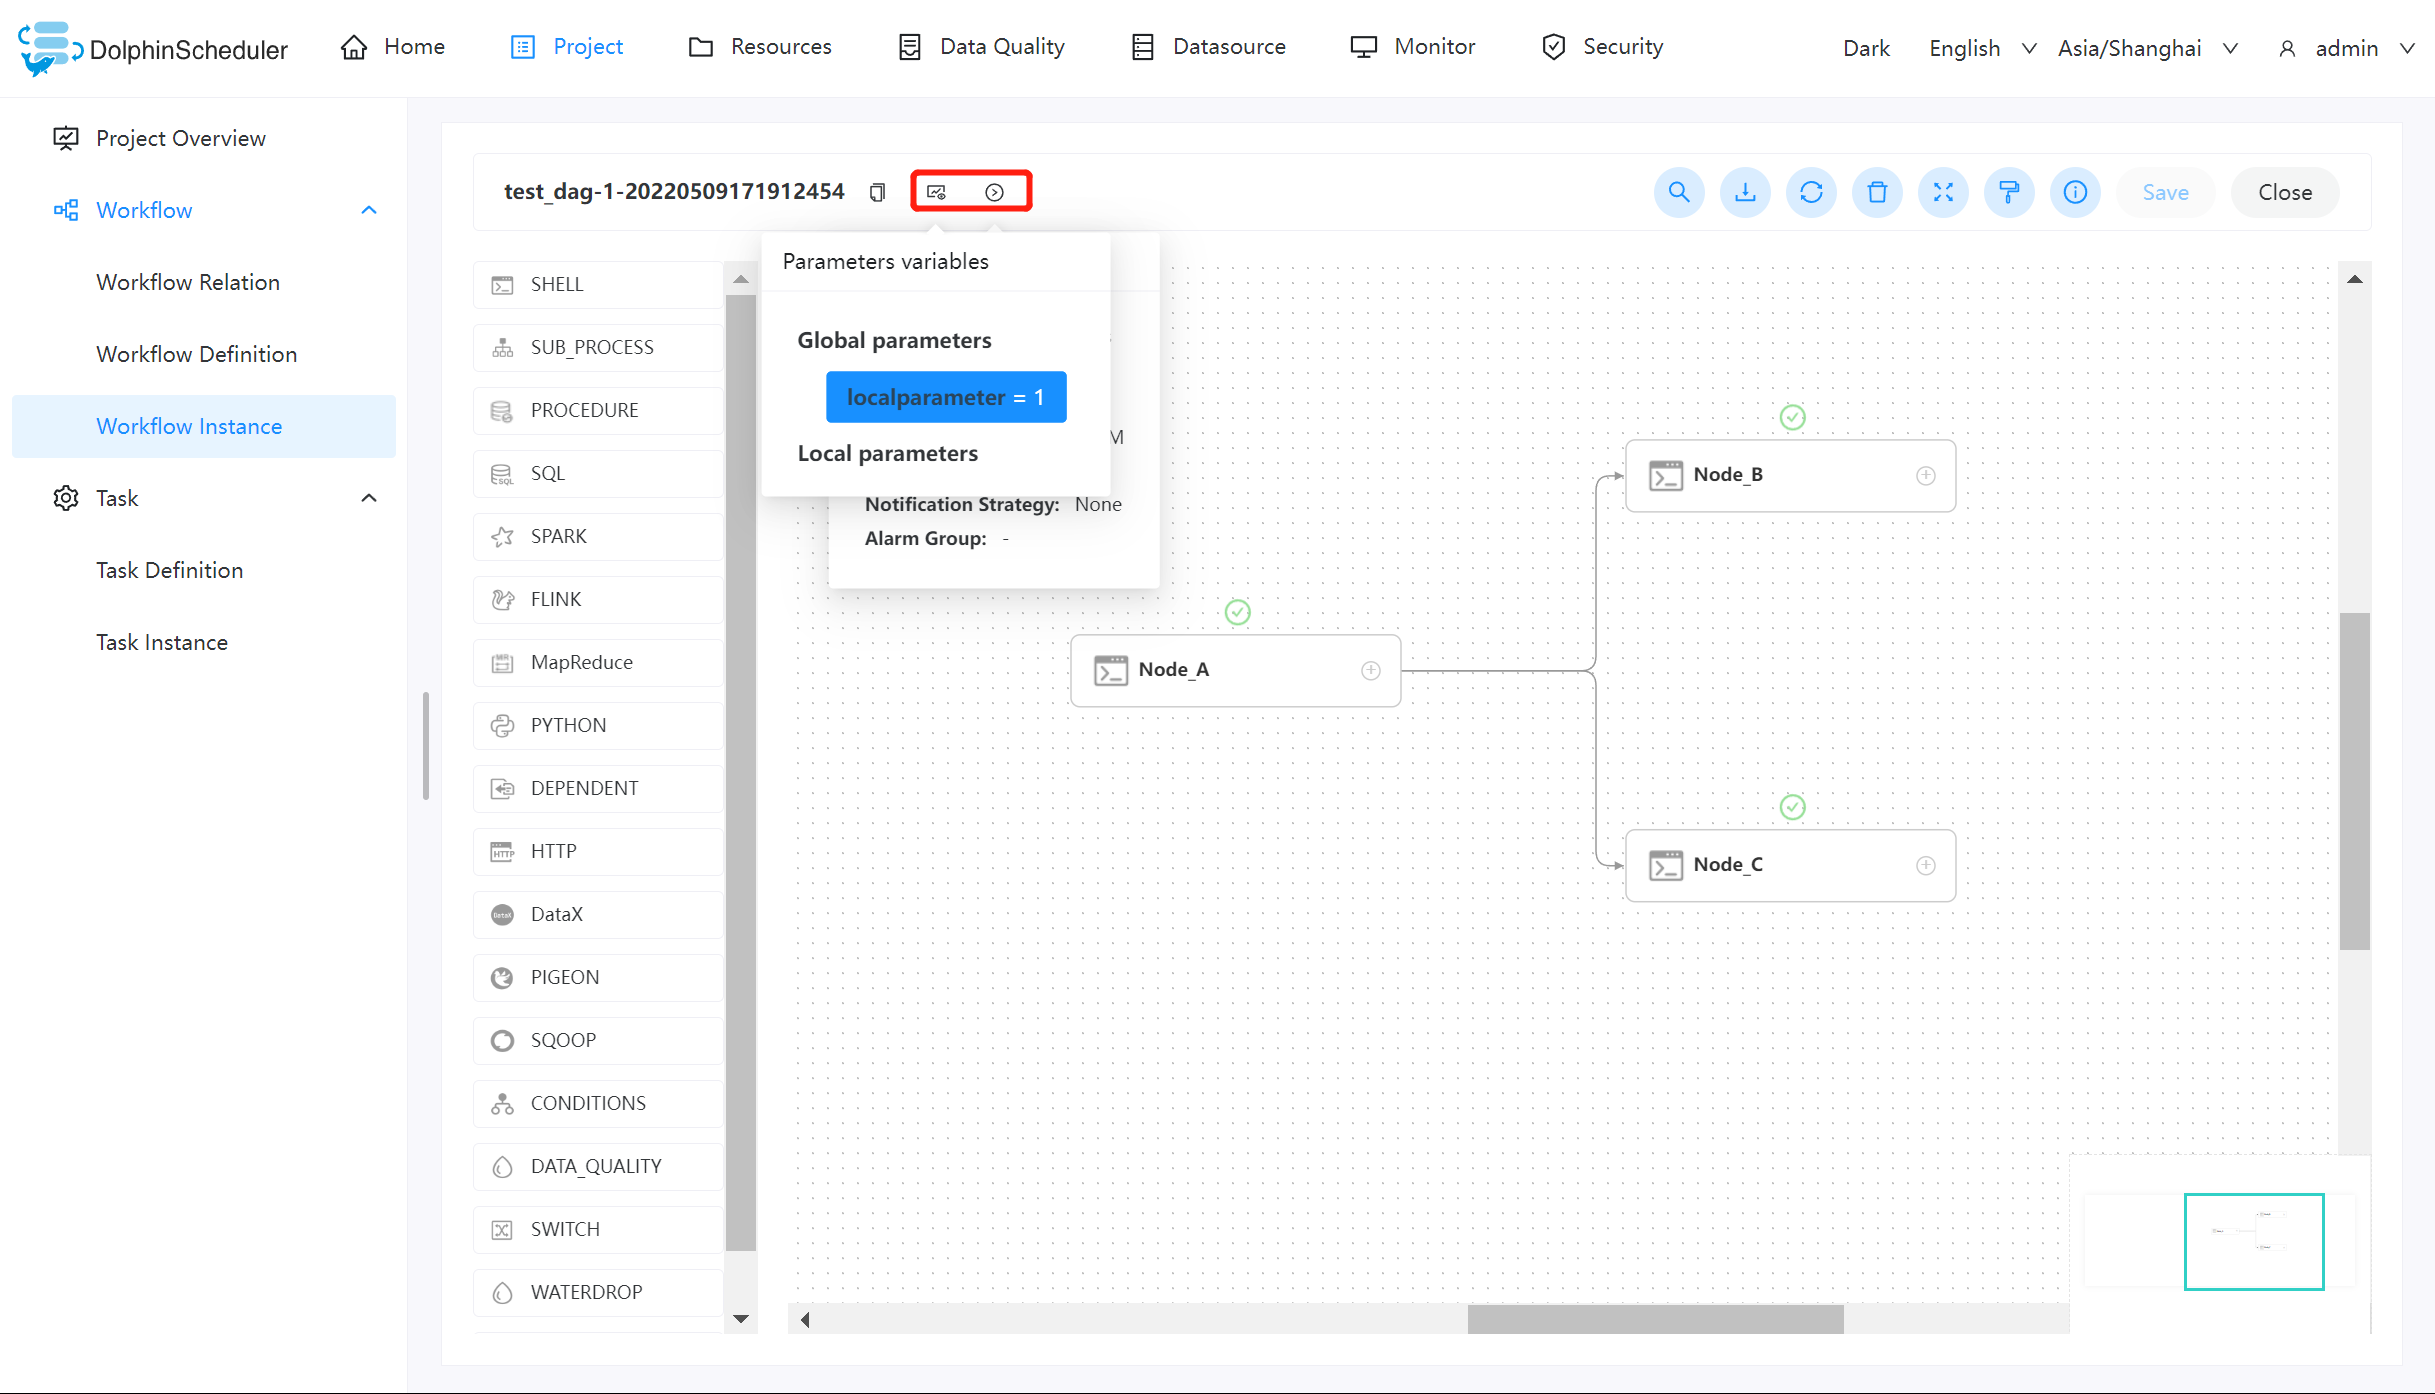 DolphinScheduler
Home
Project
Resources
Data Quality
Datasource
Monitor
Security
Dark
English
Asia/Shanghai
admin
Project Overview
Workflow
Workflow Relation
Workflow Definition
Workflow Instance
Task
Task Definition
Task Instance
test_dag-1-20220509171912454
Save
Close
SHELL
SUB_PROCESS
PROCEDURE
SQL
SPARK
FLINK
MapReduce
PYTHON
DEPENDENT
HTTP
DataX
PIGEON
SQOOP
CONDITIONS
DATA_QUALITY
SWITCH
WATERDROP
Parameters variables
Global parameters
localparameter = 1
Local parameters
M
Notification Strategy: None
Alarm Group: -
Node_A
Node_B
Node_C